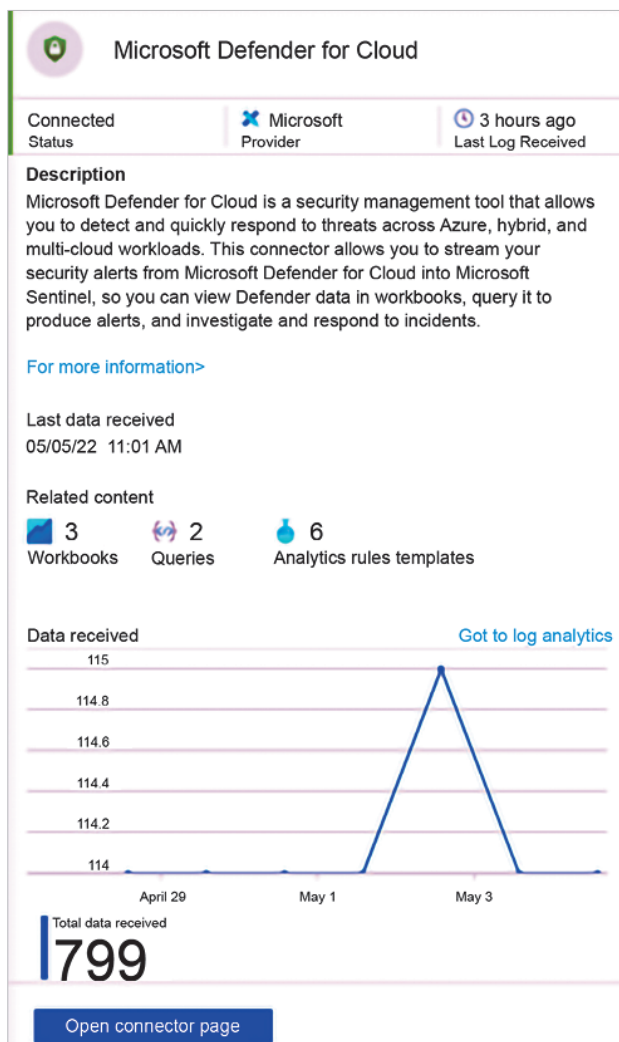 Microsoft Defender for Cloud
Connected
Status
Microsoft
Provider
3 hours ago
Last Log Received
Description
Microsoft Defender for Cloud is a security management tool that allows
you to detect and quickly respond to threats across Azure, hybrid, and
multi-cloud workloads. This connector allows you to stream your
security alerts from Microsoft Defender for Cloud into Microsoft
Sentinel, so you can view Defender data in workbooks, query it to
produce alerts, and investigate and respond to incidents.
For more information>
Last data received
05/05/22 11:01 AM
Related content
3
Workbooks
2
Queries
6
Analytics rules templates
Data received
Got to log analytics
115
114.8
114.6
114.4
114.2
114
April 29
May 1
May 3
Total data received
799
Open connector page